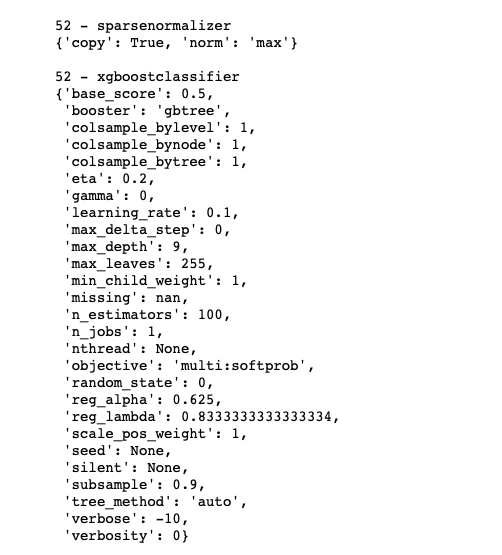 52 - sparsenormalizer
{'copy': True, 'norm': 'max'}

52 - xgboostclassifier
{'base_score': 0.5,
 'booster': 'gbtree',
 'colsample_bylevel': 1,
 'colsample_bynode': 1,
 'colsample_bytree': 1,
 'eta': 0.2,
 'gamma': 0,
 'learning_rate': 0.1,
 'max_delta_step': 0,
 'max_depth': 9,
 'max_leaves': 255,
 'min_child_weight': 1,
 'missing': nan,
 'n_estimators': 100,
 'n_jobs': 1,
 'nthread': None,
 'objective': 'multi:softprob',
 'random_state': 0,
 'reg_alpha': 0.625,
 'reg_lambda': 0.8333333333333334,
 'scale_pos_weight': 1,
 'seed': None,
 'silent': None,
 'subsample': 0.9,
 'tree_method': 'auto',
 'verbose': -10,
 'verbosity': 0}